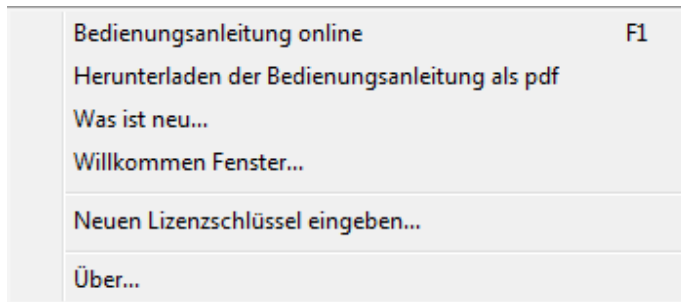 Bedienungsanleitung online F1
Herunterladen der Bedienungsanleitung als pdf
Was ist neu...
Willkommen Fenster...
Neuen Lizenzschlüssel eingeben...
Über...